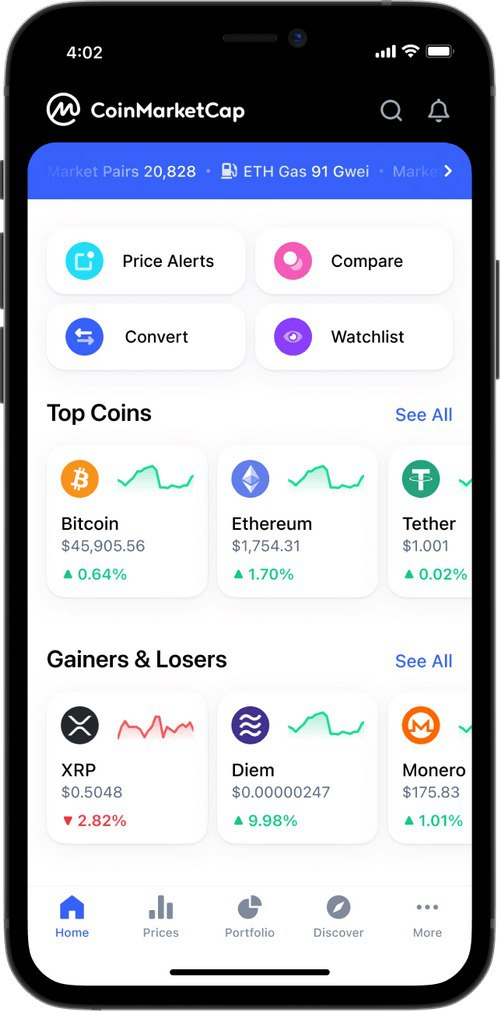 4:02
CoinMarketCap
Market Pairs 20,828 • ETH Gas 91 Gwei • Marke
Price Alerts Compare
Convert Watchlist
Top Coins See All
Bitcoin Ethereum Tether
$45,905.56 $1,754.31 $1.001
▲ 0.64% ▲ 1.70% ▲ 0.02%
Gainers & Losers See All
XRP Diem Monero
$0.5048 $0.00000247 $175.83
▼ 2.82% ▲ 9.98% ▲ 1.01%
Home Prices Portfolio Discover More